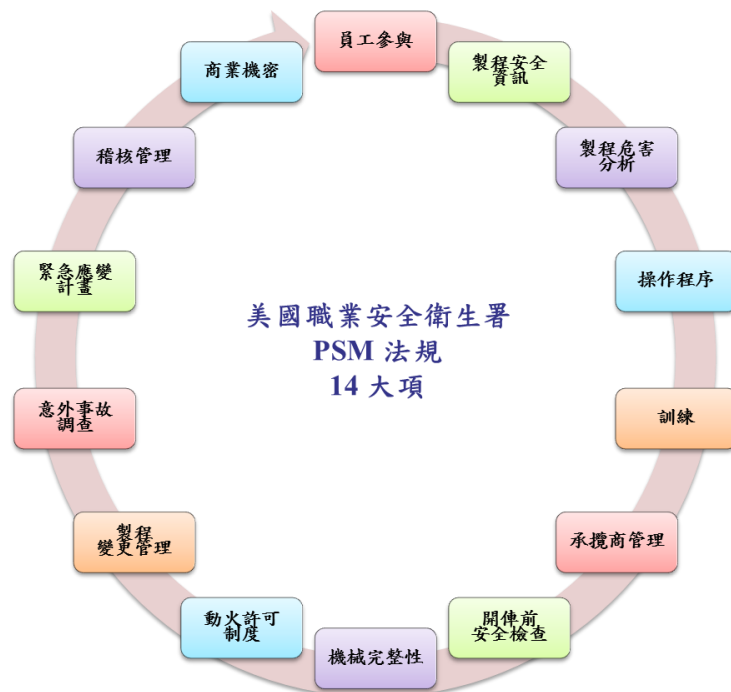 美國職業安全衛生署
PSM 法規
14 大項
員工參與
製程安全
資訊
製程危害
分析
操作程序
訓練
承攬商管理
開俥前
安全檢查
機械完整性
動火許可
制度
製程
變更管理
意外事故
調查
緊急應變
計畫
稽核管理
商業機密